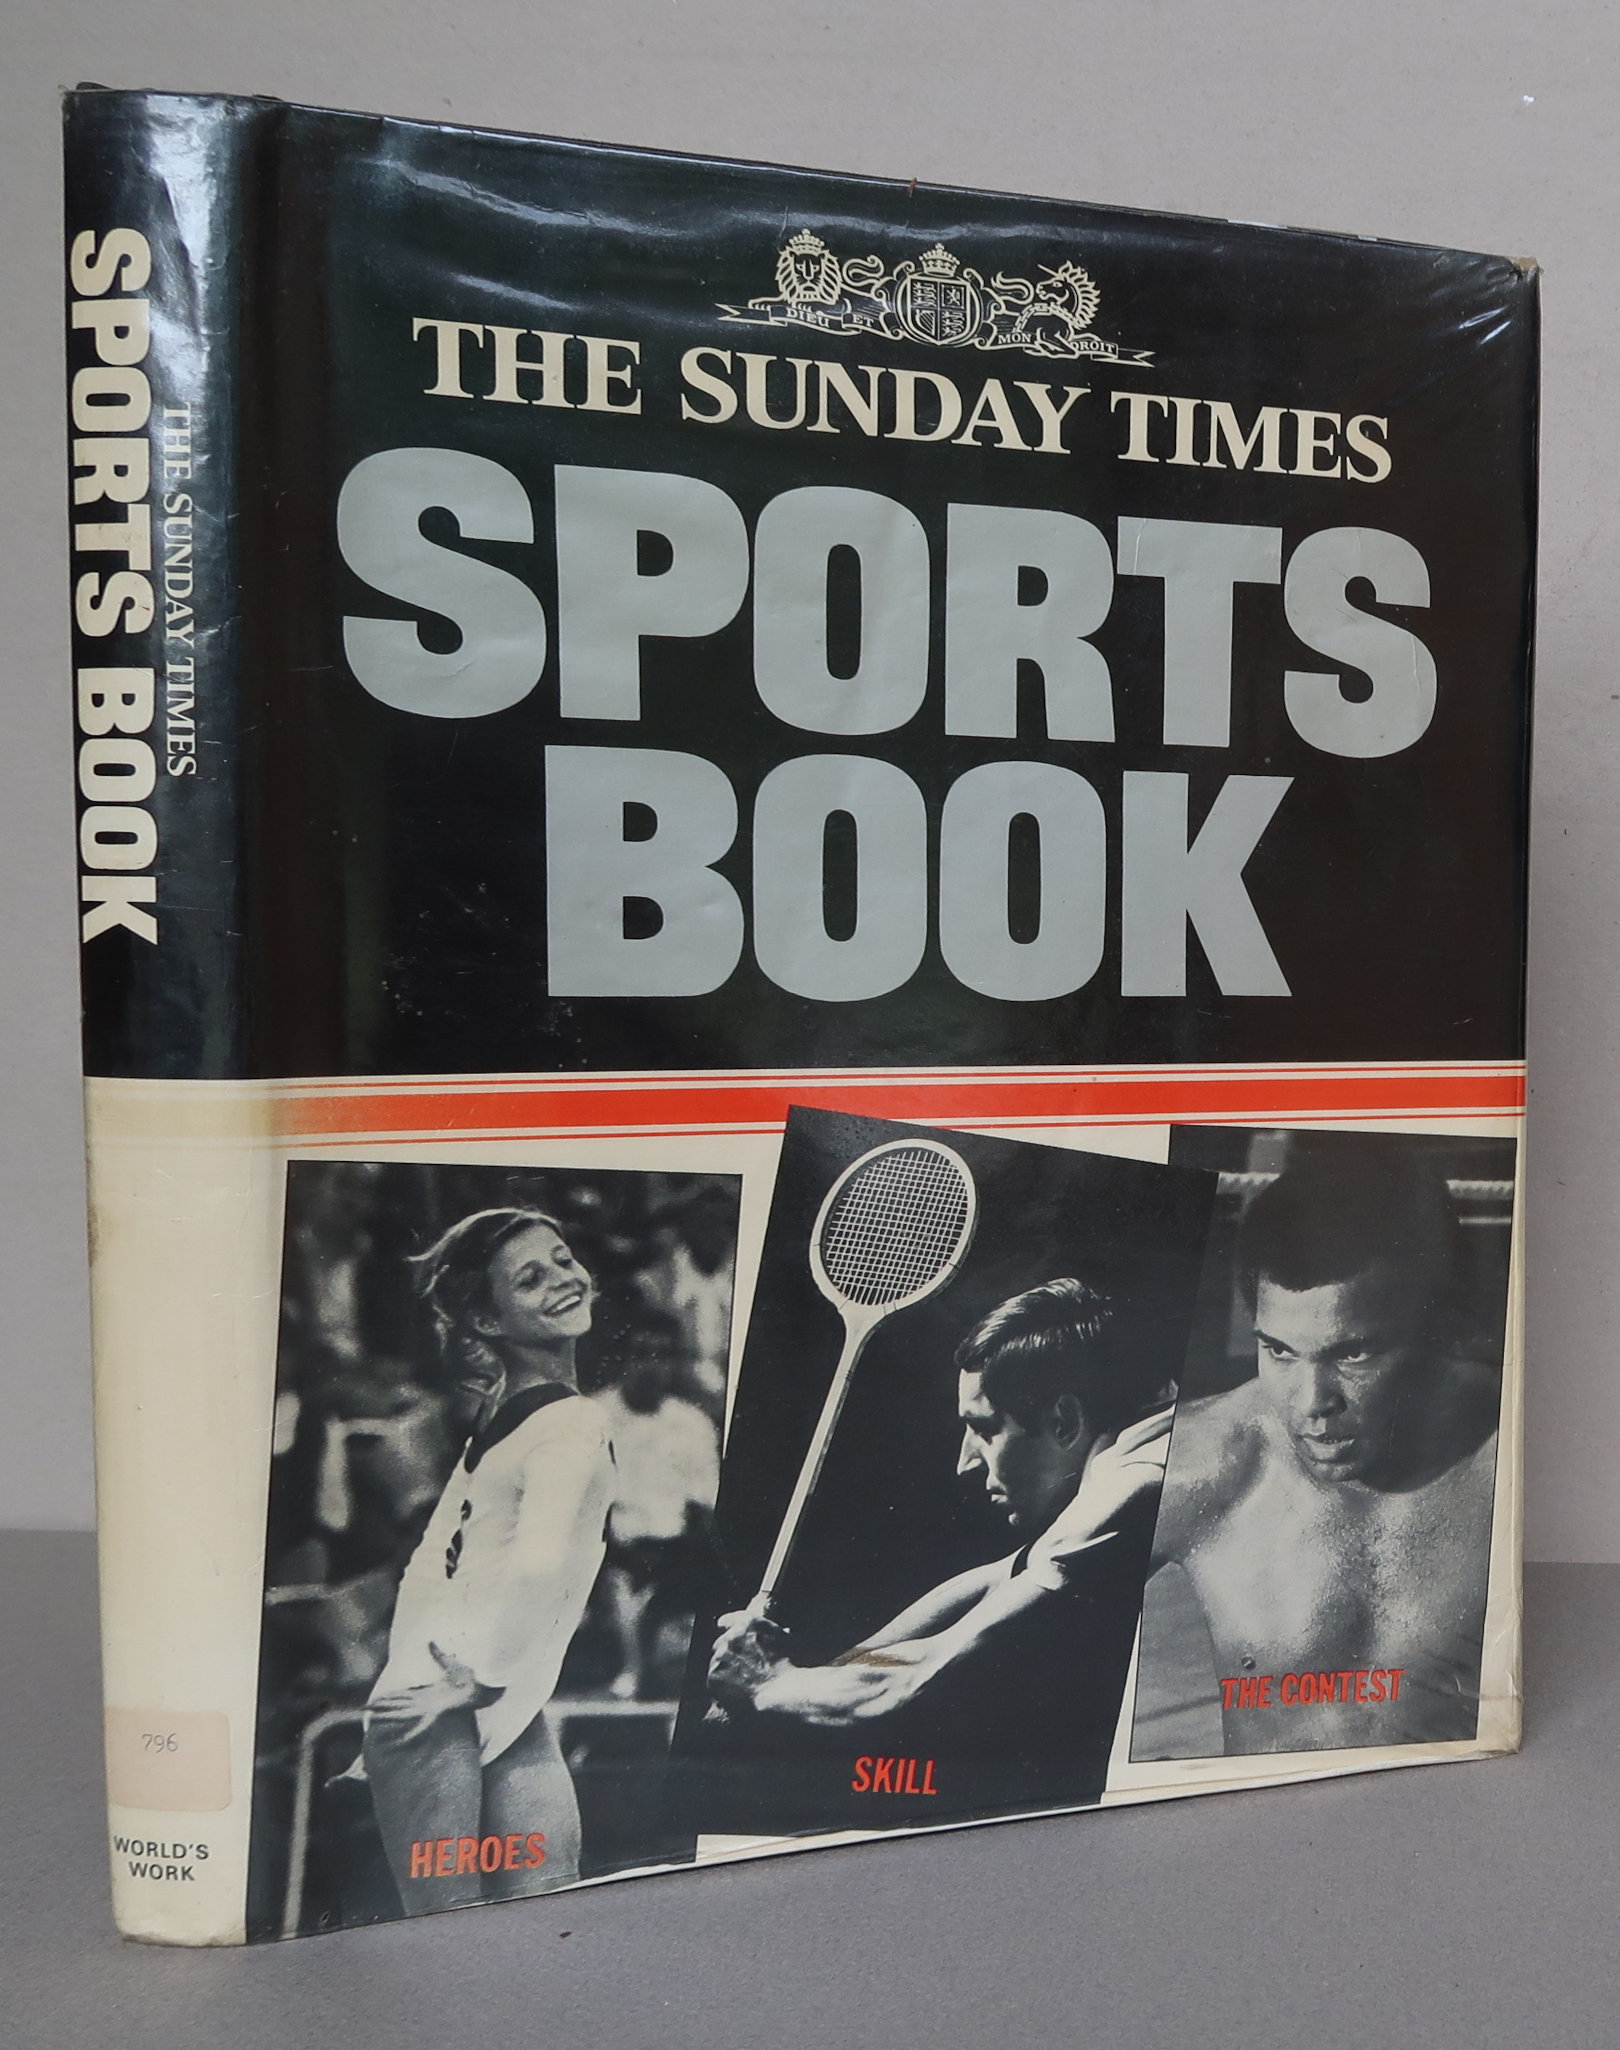 SPORTS BOOK
THE SUNDAY TIMES
796
WORLD'S
WORK
DIEU ET MON DROIT
THE SUNDAY TIMES
SPORTS
BOOK
HEROES
SKILL
THE CONTEST